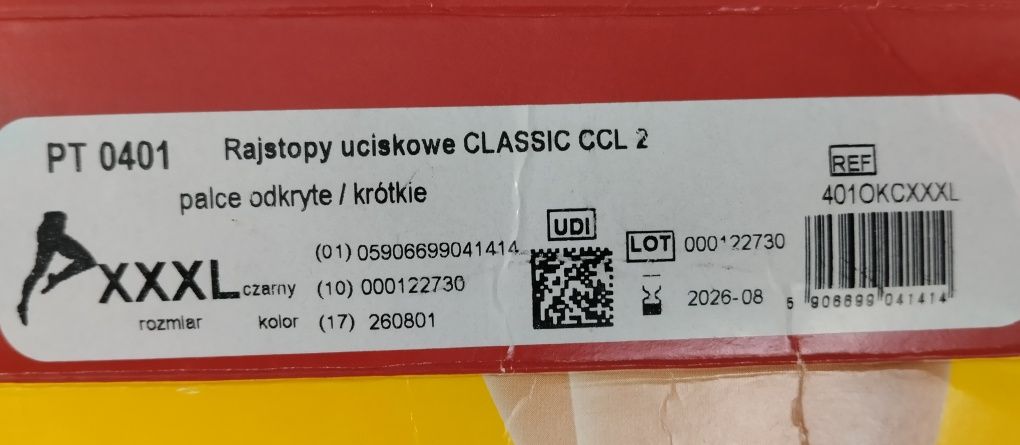 PT 0401
Rajstopy uciskowe CLASSIC CCL 2
palce odkryte / krótkie
XXXL
rozmiar
czarny
kolor
(01) 05906699041414
(10) 000122730
(17) 260801
UDI
LOT 000122730
2026-08
REF
401OKCXXXL
5 906699 041414